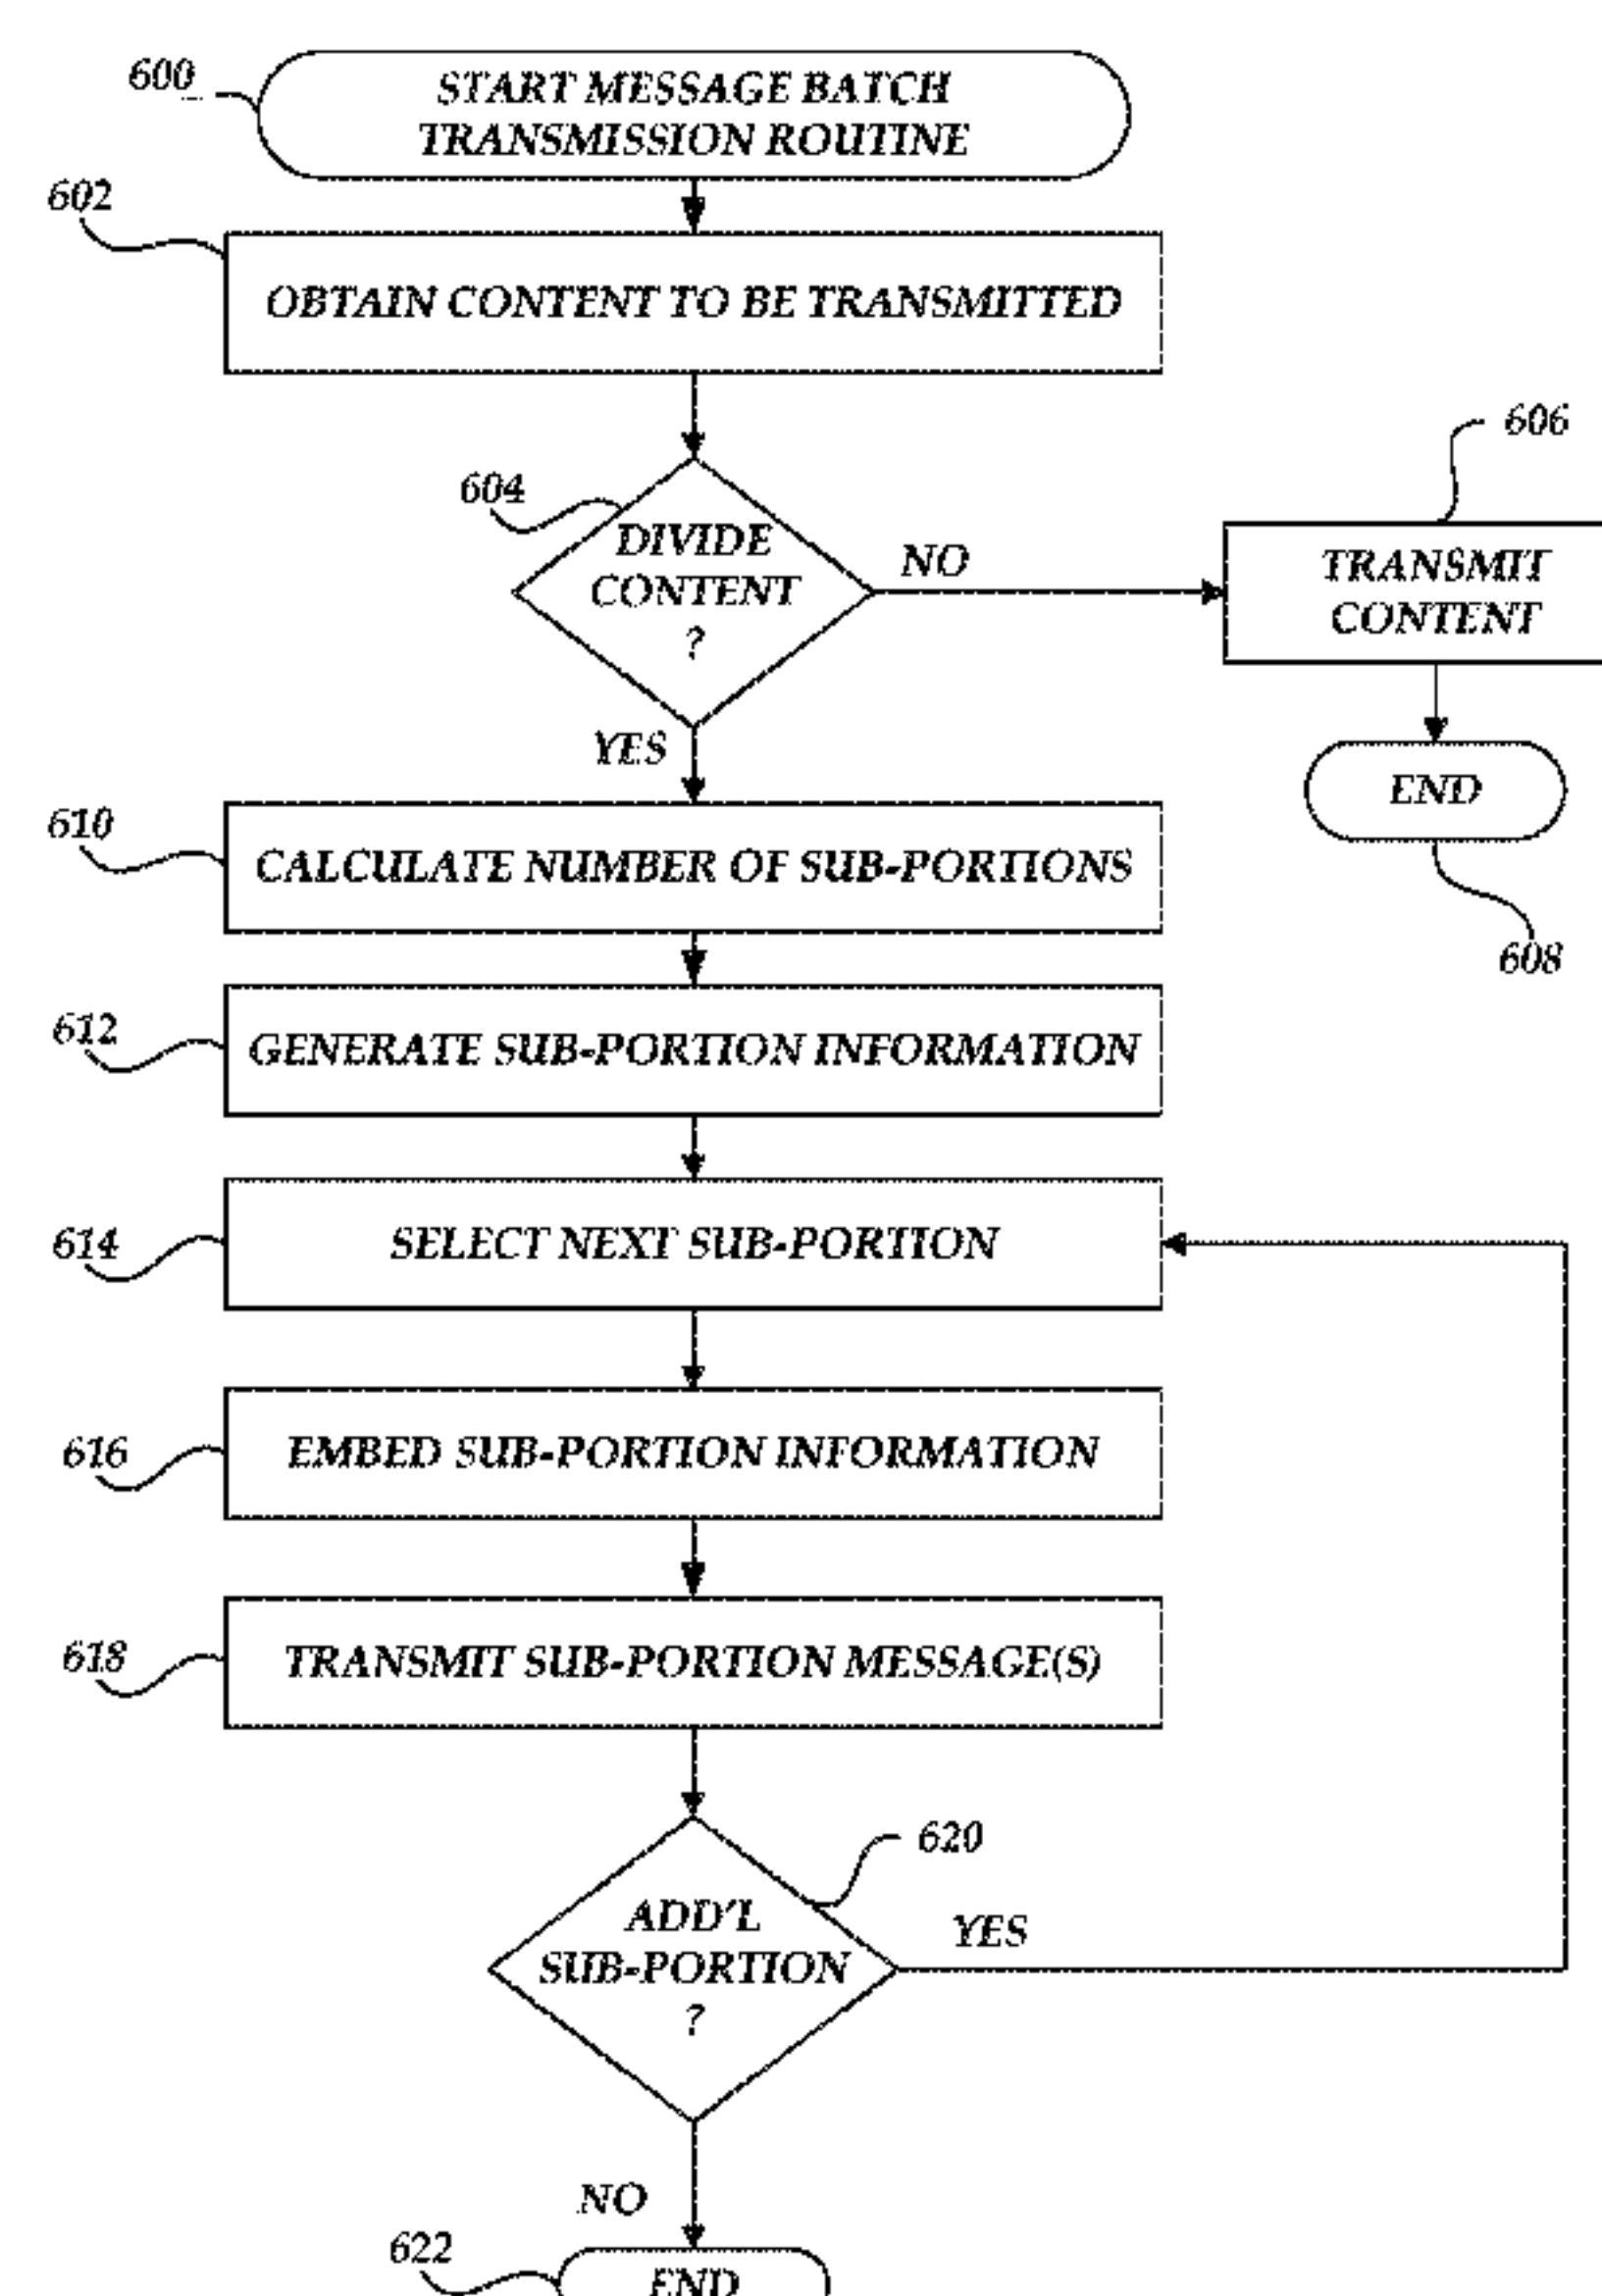 600
START MESSAGE BATCH
TRANSMISSION ROUTINE
602
OBTAIN CONTENT TO BE TRANSMITTED
604
DIVIDE
CONTENT
?
NO
606
TRANSMIT
CONTENT
YES
END
608
610
CALCULATE NUMBER OF SUB-PORTIONS
612
GENERATE SUB-PORTION INFORMATION
614
SELECT NEXT SUB-PORTION
616
EMBED SUB-PORTION INFORMATION
618
TRANSMIT SUB-PORTION MESSAGE(S)
620
ADD'L
SUB-PORTION
?
YES
NO
622
END